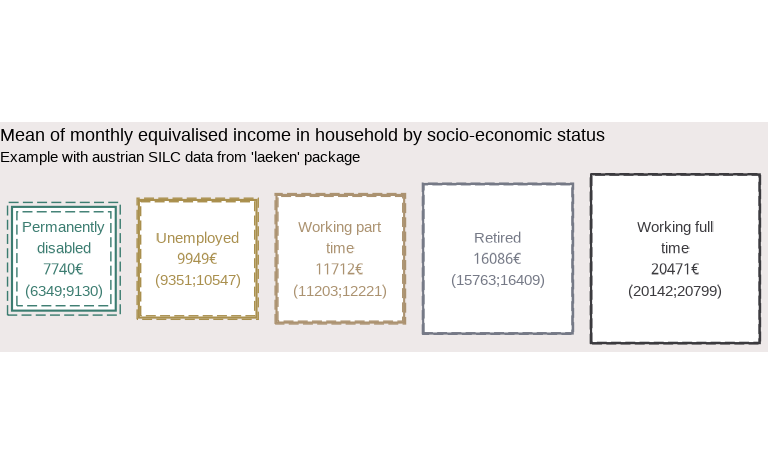 Mean of monthly equivalised income in household by socio-economic status
Example with austrian SILC data from 'laeken' package
Permanently
disabled
7740€
(6349;9130)
Unemployed
9949€
(9351;10547)
Working part
time
11712€
(11203;12221)
Retired
16086€
(15763;16409)
Working full
time
20471€
(20142;20799)